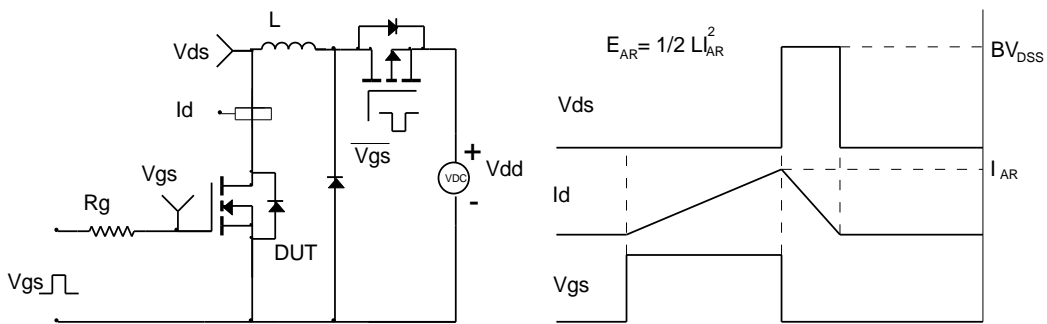 L
Vds
Id
Vgs
Rg
Vgs
DUT
Vgs
+
VDC
-
Vdd
E_AR= 1/2 LI_AR^2
BV_DSS
Vds
I_AR
Id
Vgs